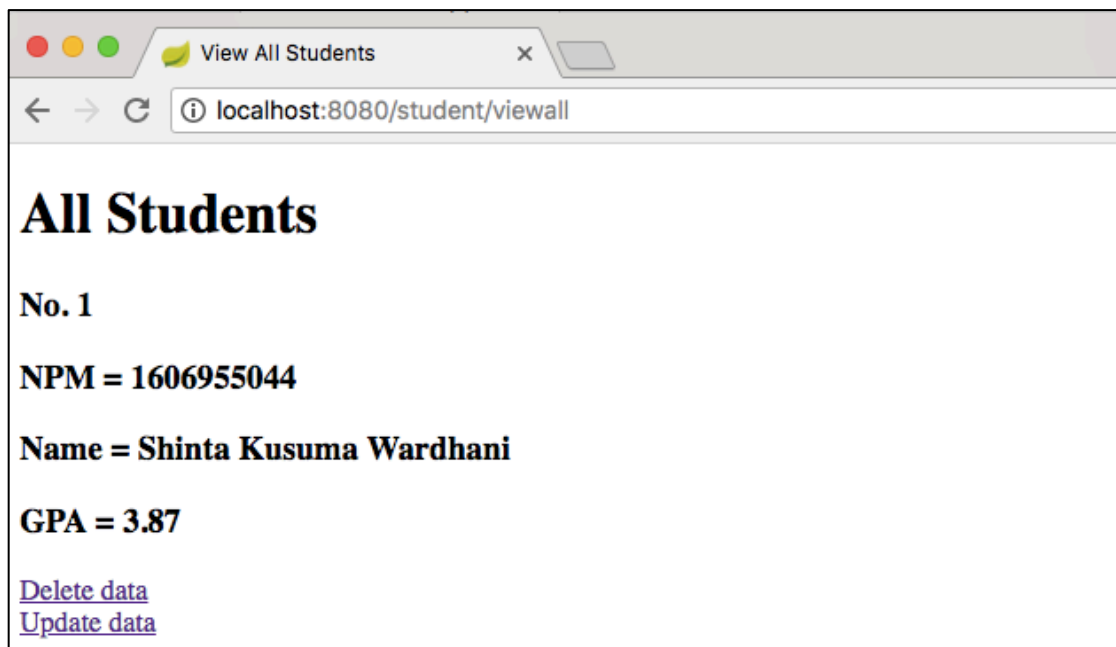 View All Students
localhost:8080/student/viewall
All Students
No. 1
NPM = 1606955044
Name = Shinta Kusuma Wardhani
GPA = 3.87
Delete data
Update data